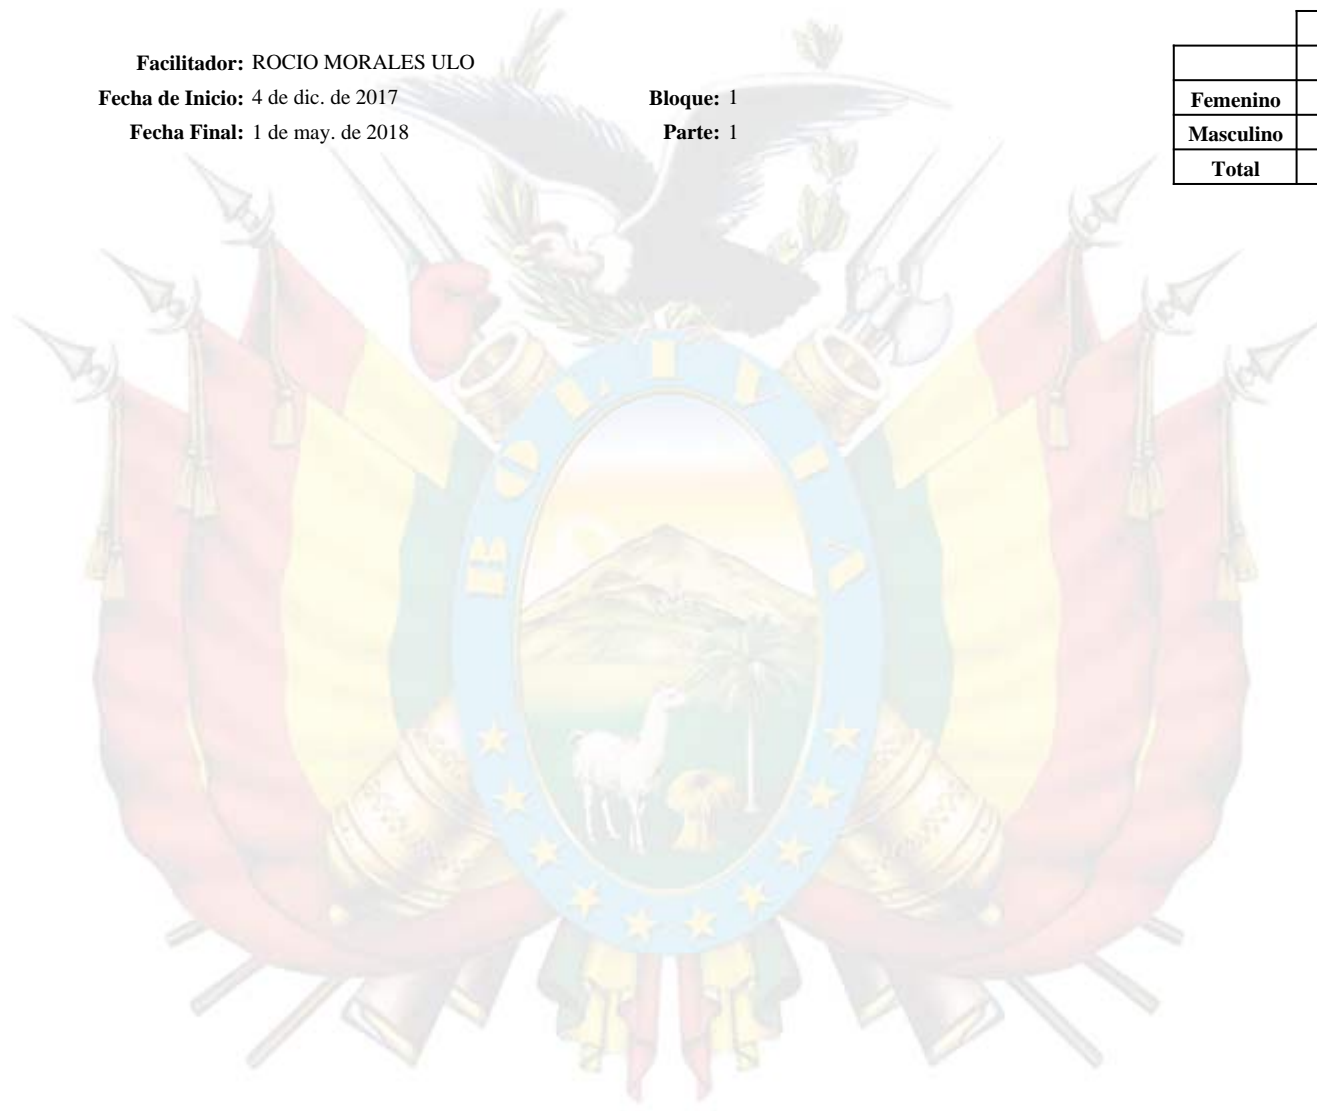 Facilitador: ROCIO MORALES ULO
Fecha de Inicio: 4 de dic. de 2017 Bloque: 1
Fecha Final: 1 de may. de 2018 Parte: 1
Femenino
Masculino
Total
BOLIVIA